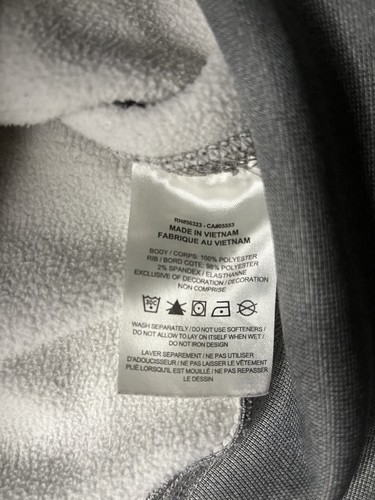 RN#56323 - CA#05553
MADE IN VIETNAM
FABRIQUE AU VIETNAM
BODY / CORPS: 100% POLYESTER
RIB / BORD COTE: 98% POLYESTER
2% SPANDEX / ELASTHANNE
EXCLUSIVE OF DECORATION / DECORATION
NON COMPRISE
WASH SEPARATELY / DO NOT USE SOFTENERS /
DO NOT ALLOW TO LAY ON ITSELF WHEN WET /
DO NOT IRON DESIGN
LAVER SEPAREMENT / NE PAS UTILISER
D'ADOUCISSEUR / NE PAS LAISSER LE VÊTEMENT
PLIÉ LORSQU'IL EST MOUILLÉ / NE PAS REPASSER
LE DESSIN